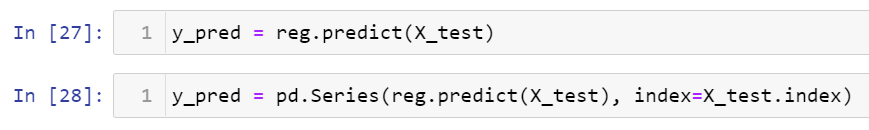 In [27]: 1 y_pred = reg.predict(X_test)
In [28]: 1 y_pred = pd.Series(reg.predict(X_test), index=X_test.index)